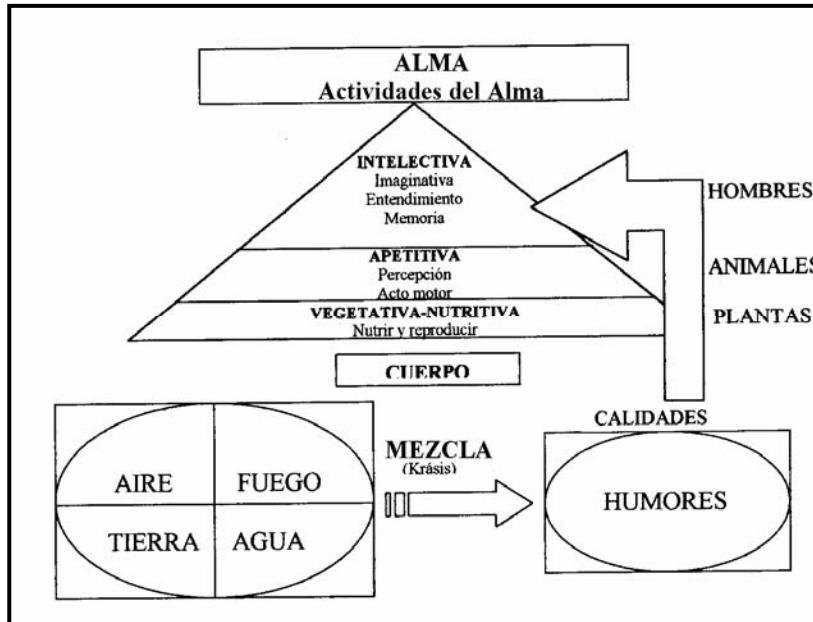 ALMA
Actividades del Alma
INTELECTIVA
Imaginativa
Entendimiento
Memoria
HOMBRES
APETITIVA
Percepción
Acto motor
ANIMALES
VEGETATIVA-NUTRITIVA
Nutrir y reproducir
PLANTAS
CUERPO
CALIDADES
MEZCLA
(Krásis)
AIRE FUEGO
TIERRA AGUA
HUMORES